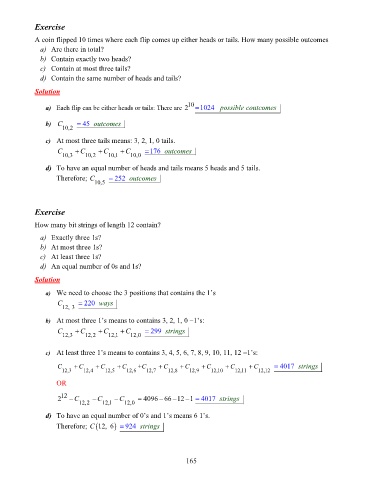 Exercise
A coin flipped 10 times where each flip comes up either heads or tails. How many possible outcomes
a) Are there in total?
b) Contain exactly two heads?
c) Contain at most three tails?
d) Contain the same number of heads and tails?
Solution
a) Each flip can be either heads or tails: There are 2^10 = 1024 possible contcomes
b) C_{10,2} = 45 outcomes
c) At most three tails means: 3, 2, 1, 0 tails.
C_{10,3} + C_{10,2} + C_{10,1} + C_{10,0} = 176 outcomes
d) To have an equal number of heads and tails means 5 heads and 5 tails.
Therefore; C_{10,5} = 252 outcomes
Exercise
How many bit strings of length 12 contain?
a) Exactly three 1s?
b) At most three 1s?
c) At least three 1s?
d) An equal number of 0s and 1s?
Solution
a) We need to choose the 3 positions that contains the 1's
C_{12, 3} = 220 ways
b) At most three 1's means to contains 3, 2, 1, 0 −1's:
C_{12,3} + C_{12,2} + C_{12,1} + C_{12,0} = 299 strings
c) At least three 1's means to contains 3, 4, 5, 6, 7, 8, 9, 10, 11, 12 −1's:
C_{12,3} + C_{12,4} + C_{12,5} + C_{12,6} + C_{12,7} + C_{12,8} + C_{12,9} + C_{12,10} + C_{12,11} + C_{12,12} = 4017 strings
OR
2^12 − C_{12,2} − C_{12,1} − C_{12,0} = 4096 − 66 − 12 − 1 = 4017 strings
d) To have an equal number of 0's and 1's means 6 1's.
Therefore; C(12, 6) = 924 strings
165